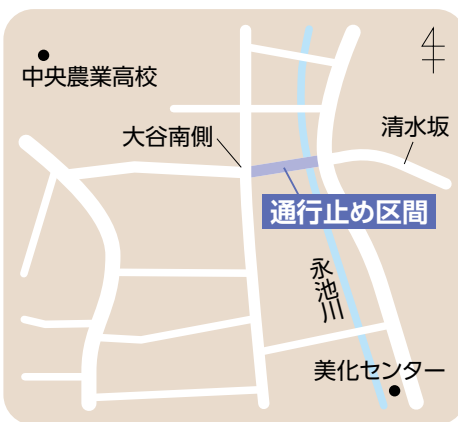 中央農業高校
大谷南側
清水坂
通行止め区間
永池川
美化センター